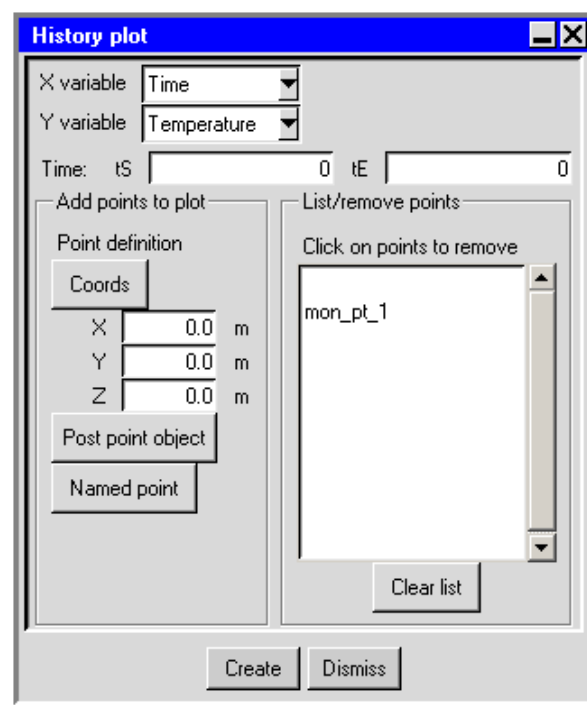 History plot
X variable Time
Y variable Temperature
Time: tS 0 tE 0
Add points to plot
Point definition
Coords
X 0.0 m
Y 0.0 m
Z 0.0 m
Post point object
Named point
List/remove points
Click on points to remove
mon_pt_1
Clear list
Create Dismiss